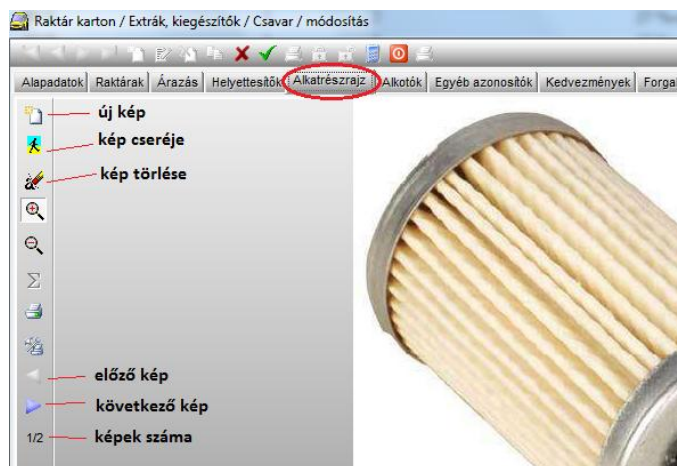 Raktár karton / Extrák, kiegészítők / Csavar / módosítás
Alapadatok Raktárak Árazás Helyettesítők Alkatrészrajz Alkotók Egyéb azonosítók Kedvezmények Forgal
új kép
kép cseréje
kép törlése
előző kép
következő kép
1/2 képek száma